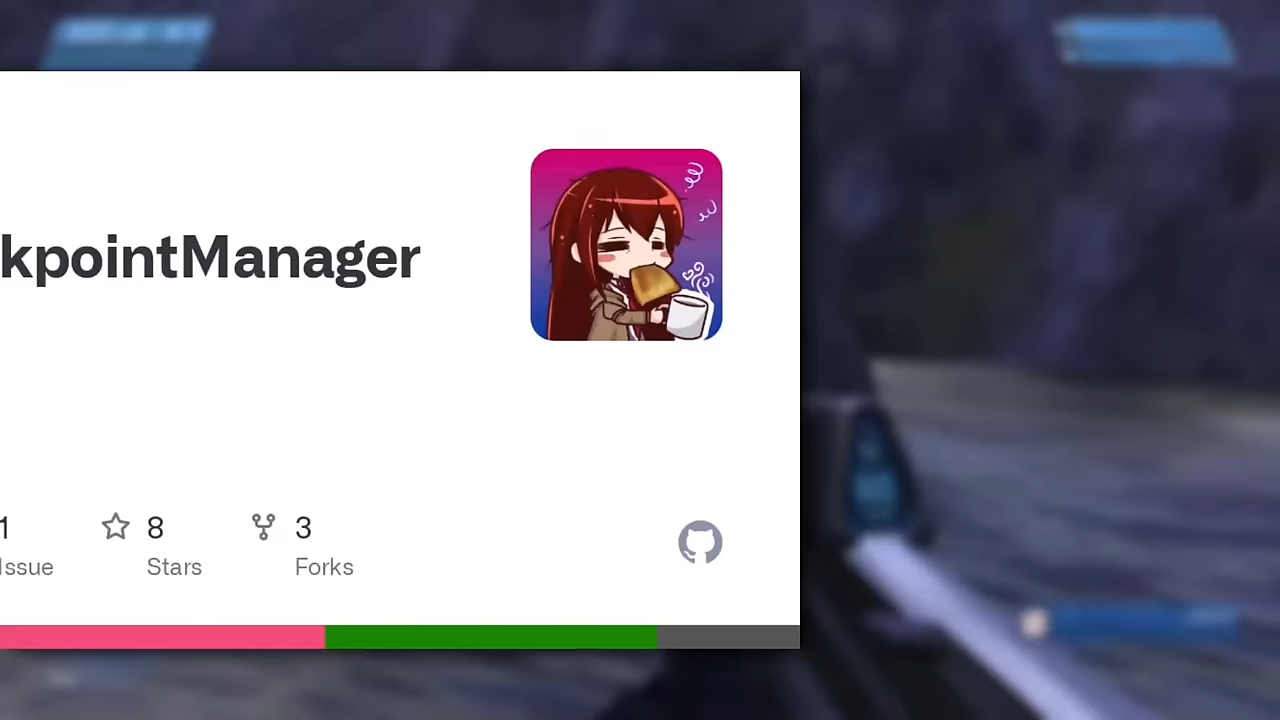 kpointManager
1
8
3
Issue
Stars
Forks